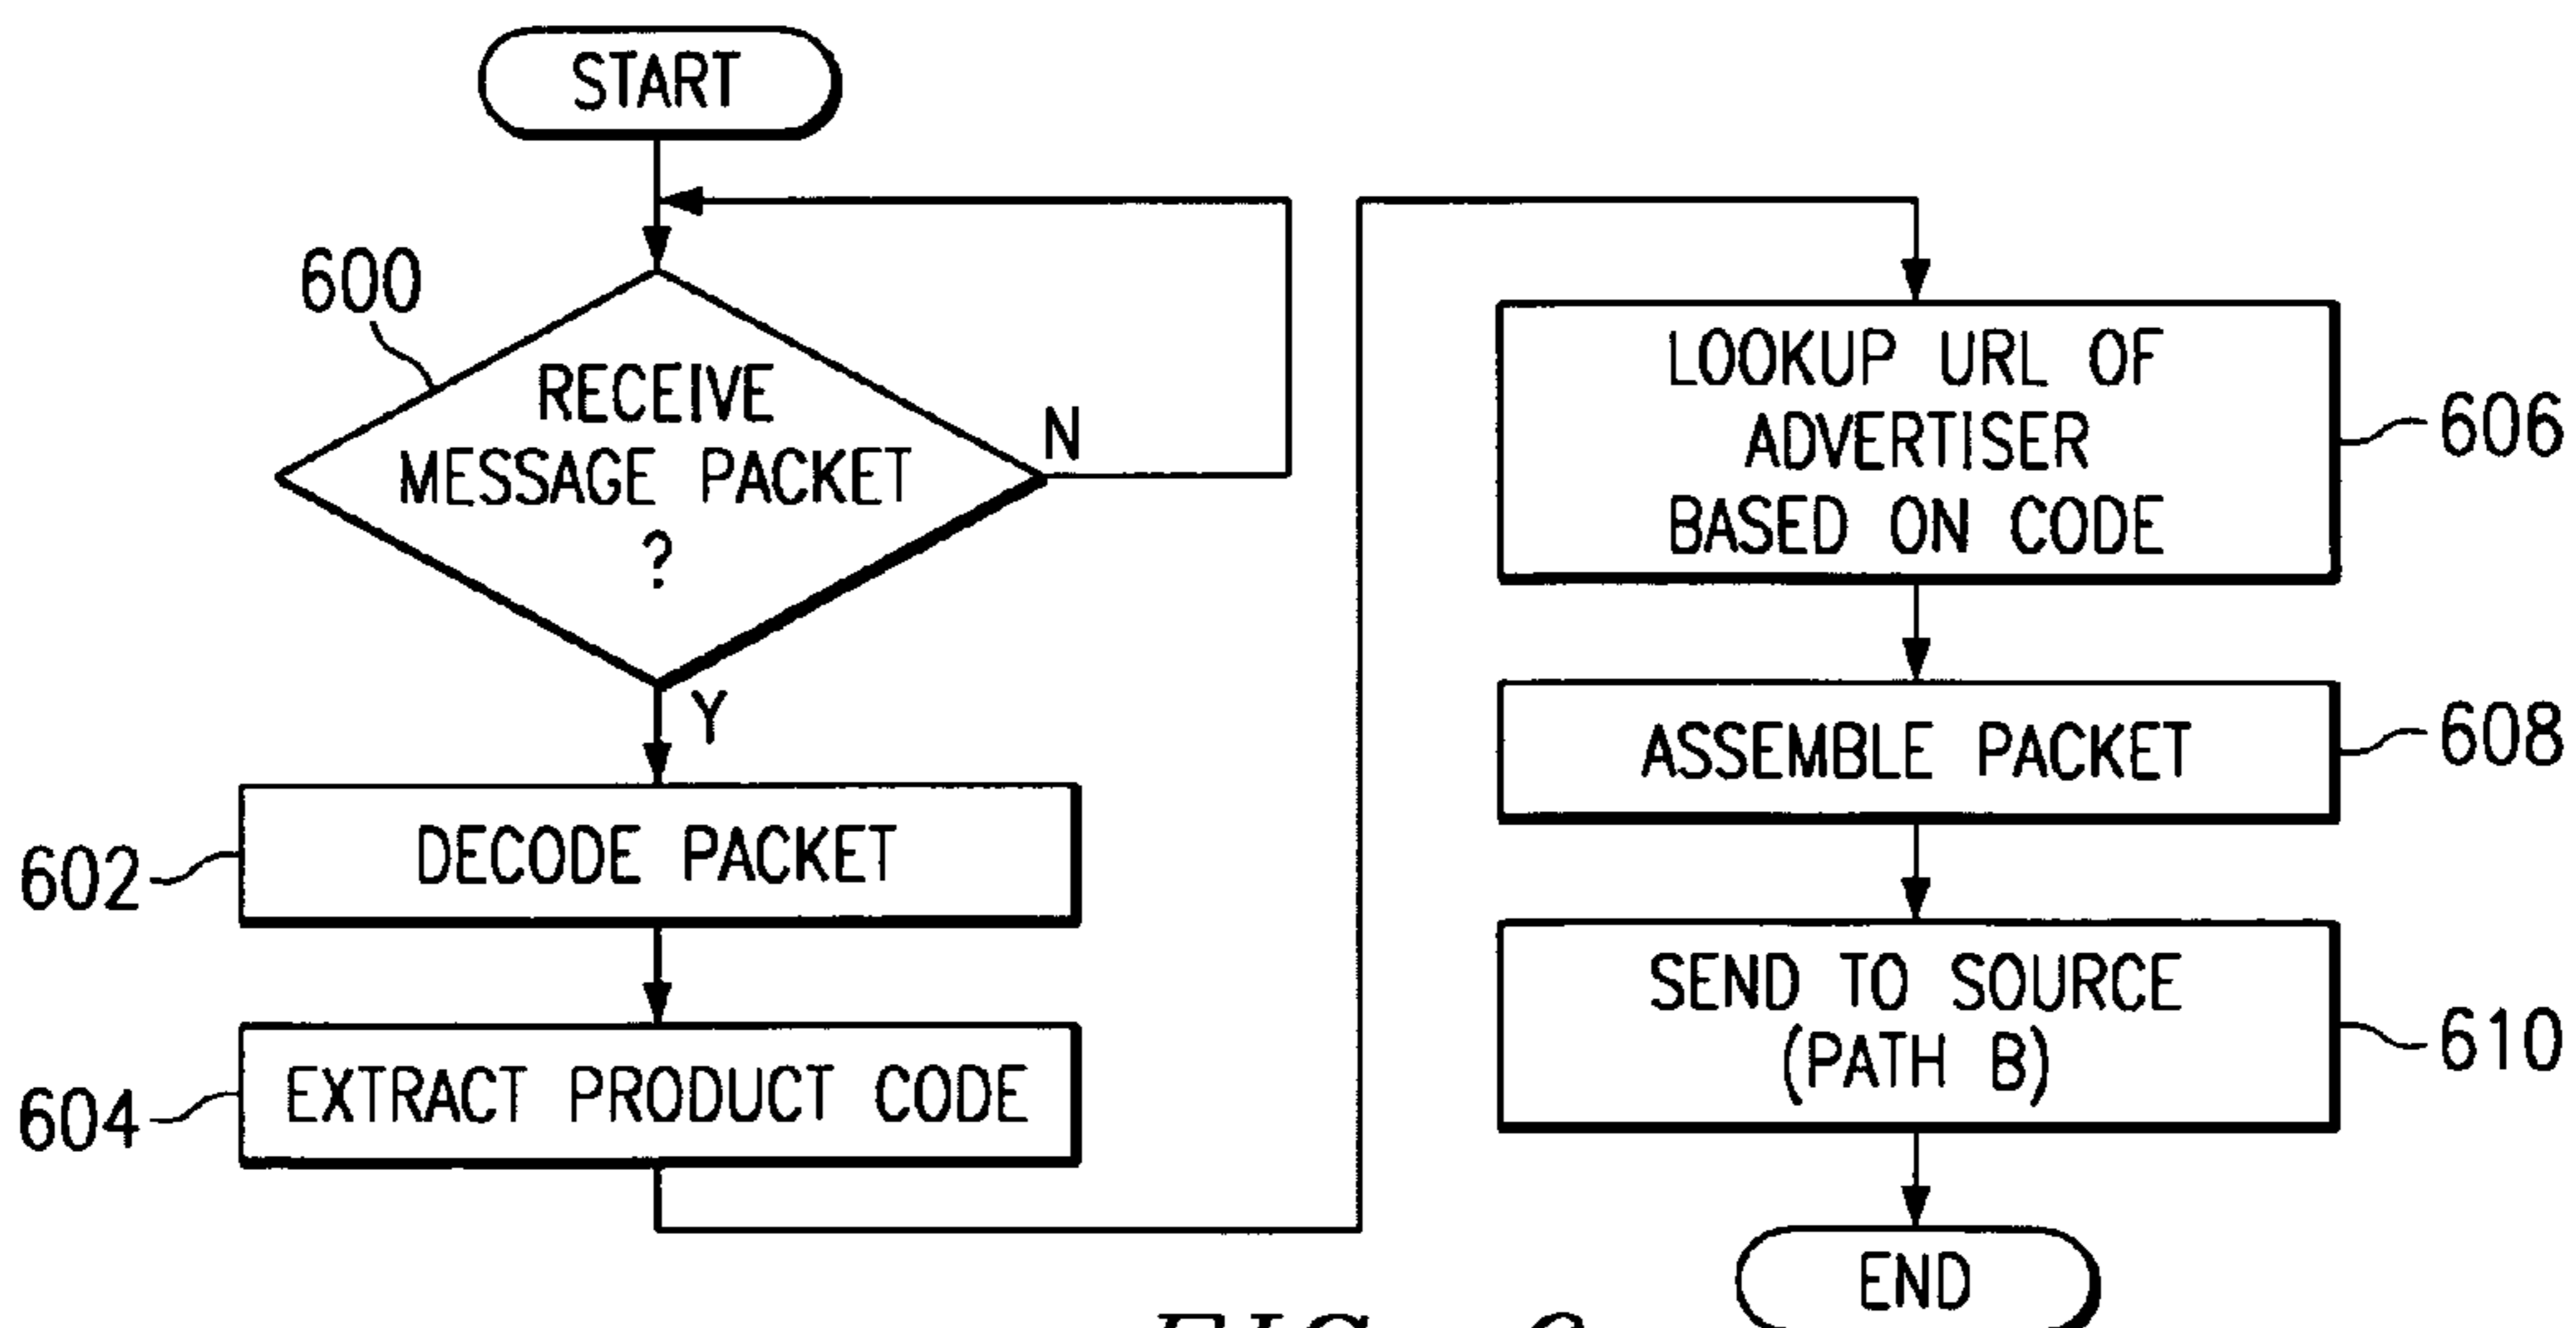 START
600
RECEIVE
MESSAGE PACKET
?
N
Y
602
DECODE PACKET
604
EXTRACT PRODUCT CODE
LOOKUP URL OF
ADVERTISER
BASED ON CODE
606
ASSEMBLE PACKET
608
SEND TO SOURCE
(PATH B)
610
END